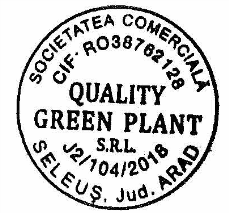 SOCIETATEA COMERCIALĂ
CIF: RO38762128
QUALITY
GREEN PLANT
S.R.L.
J2/104/2018
SELEUȘ, Jud. ARAD